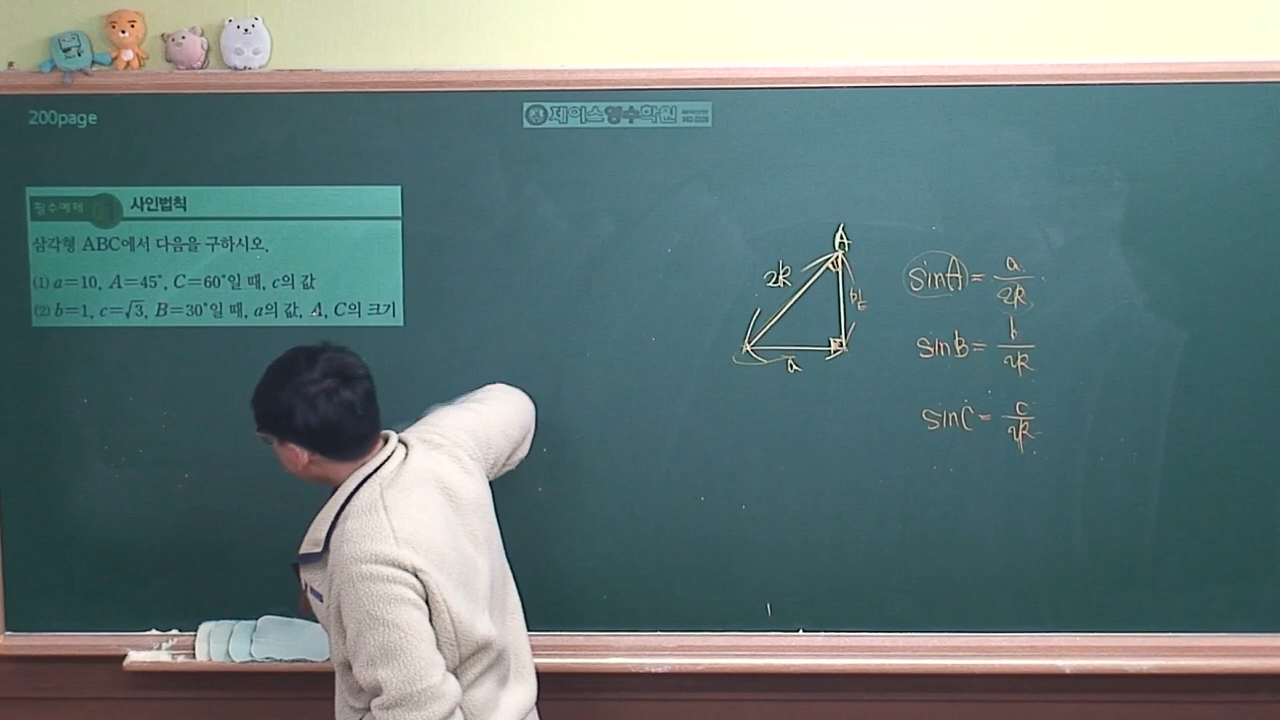 200page
제이스영수학원
필수예제 01 사인법칙
삼각형 ABC에서 다음을 구하시오.
(1) a=10, A=45°, C=60°일 때, c의 값
(2) b=1, c=√3, B=30°일 때, a의 값, A, C의 크기
A
2R
a
sinA = a/2R
sinB = b/2R
sinC = c/2R